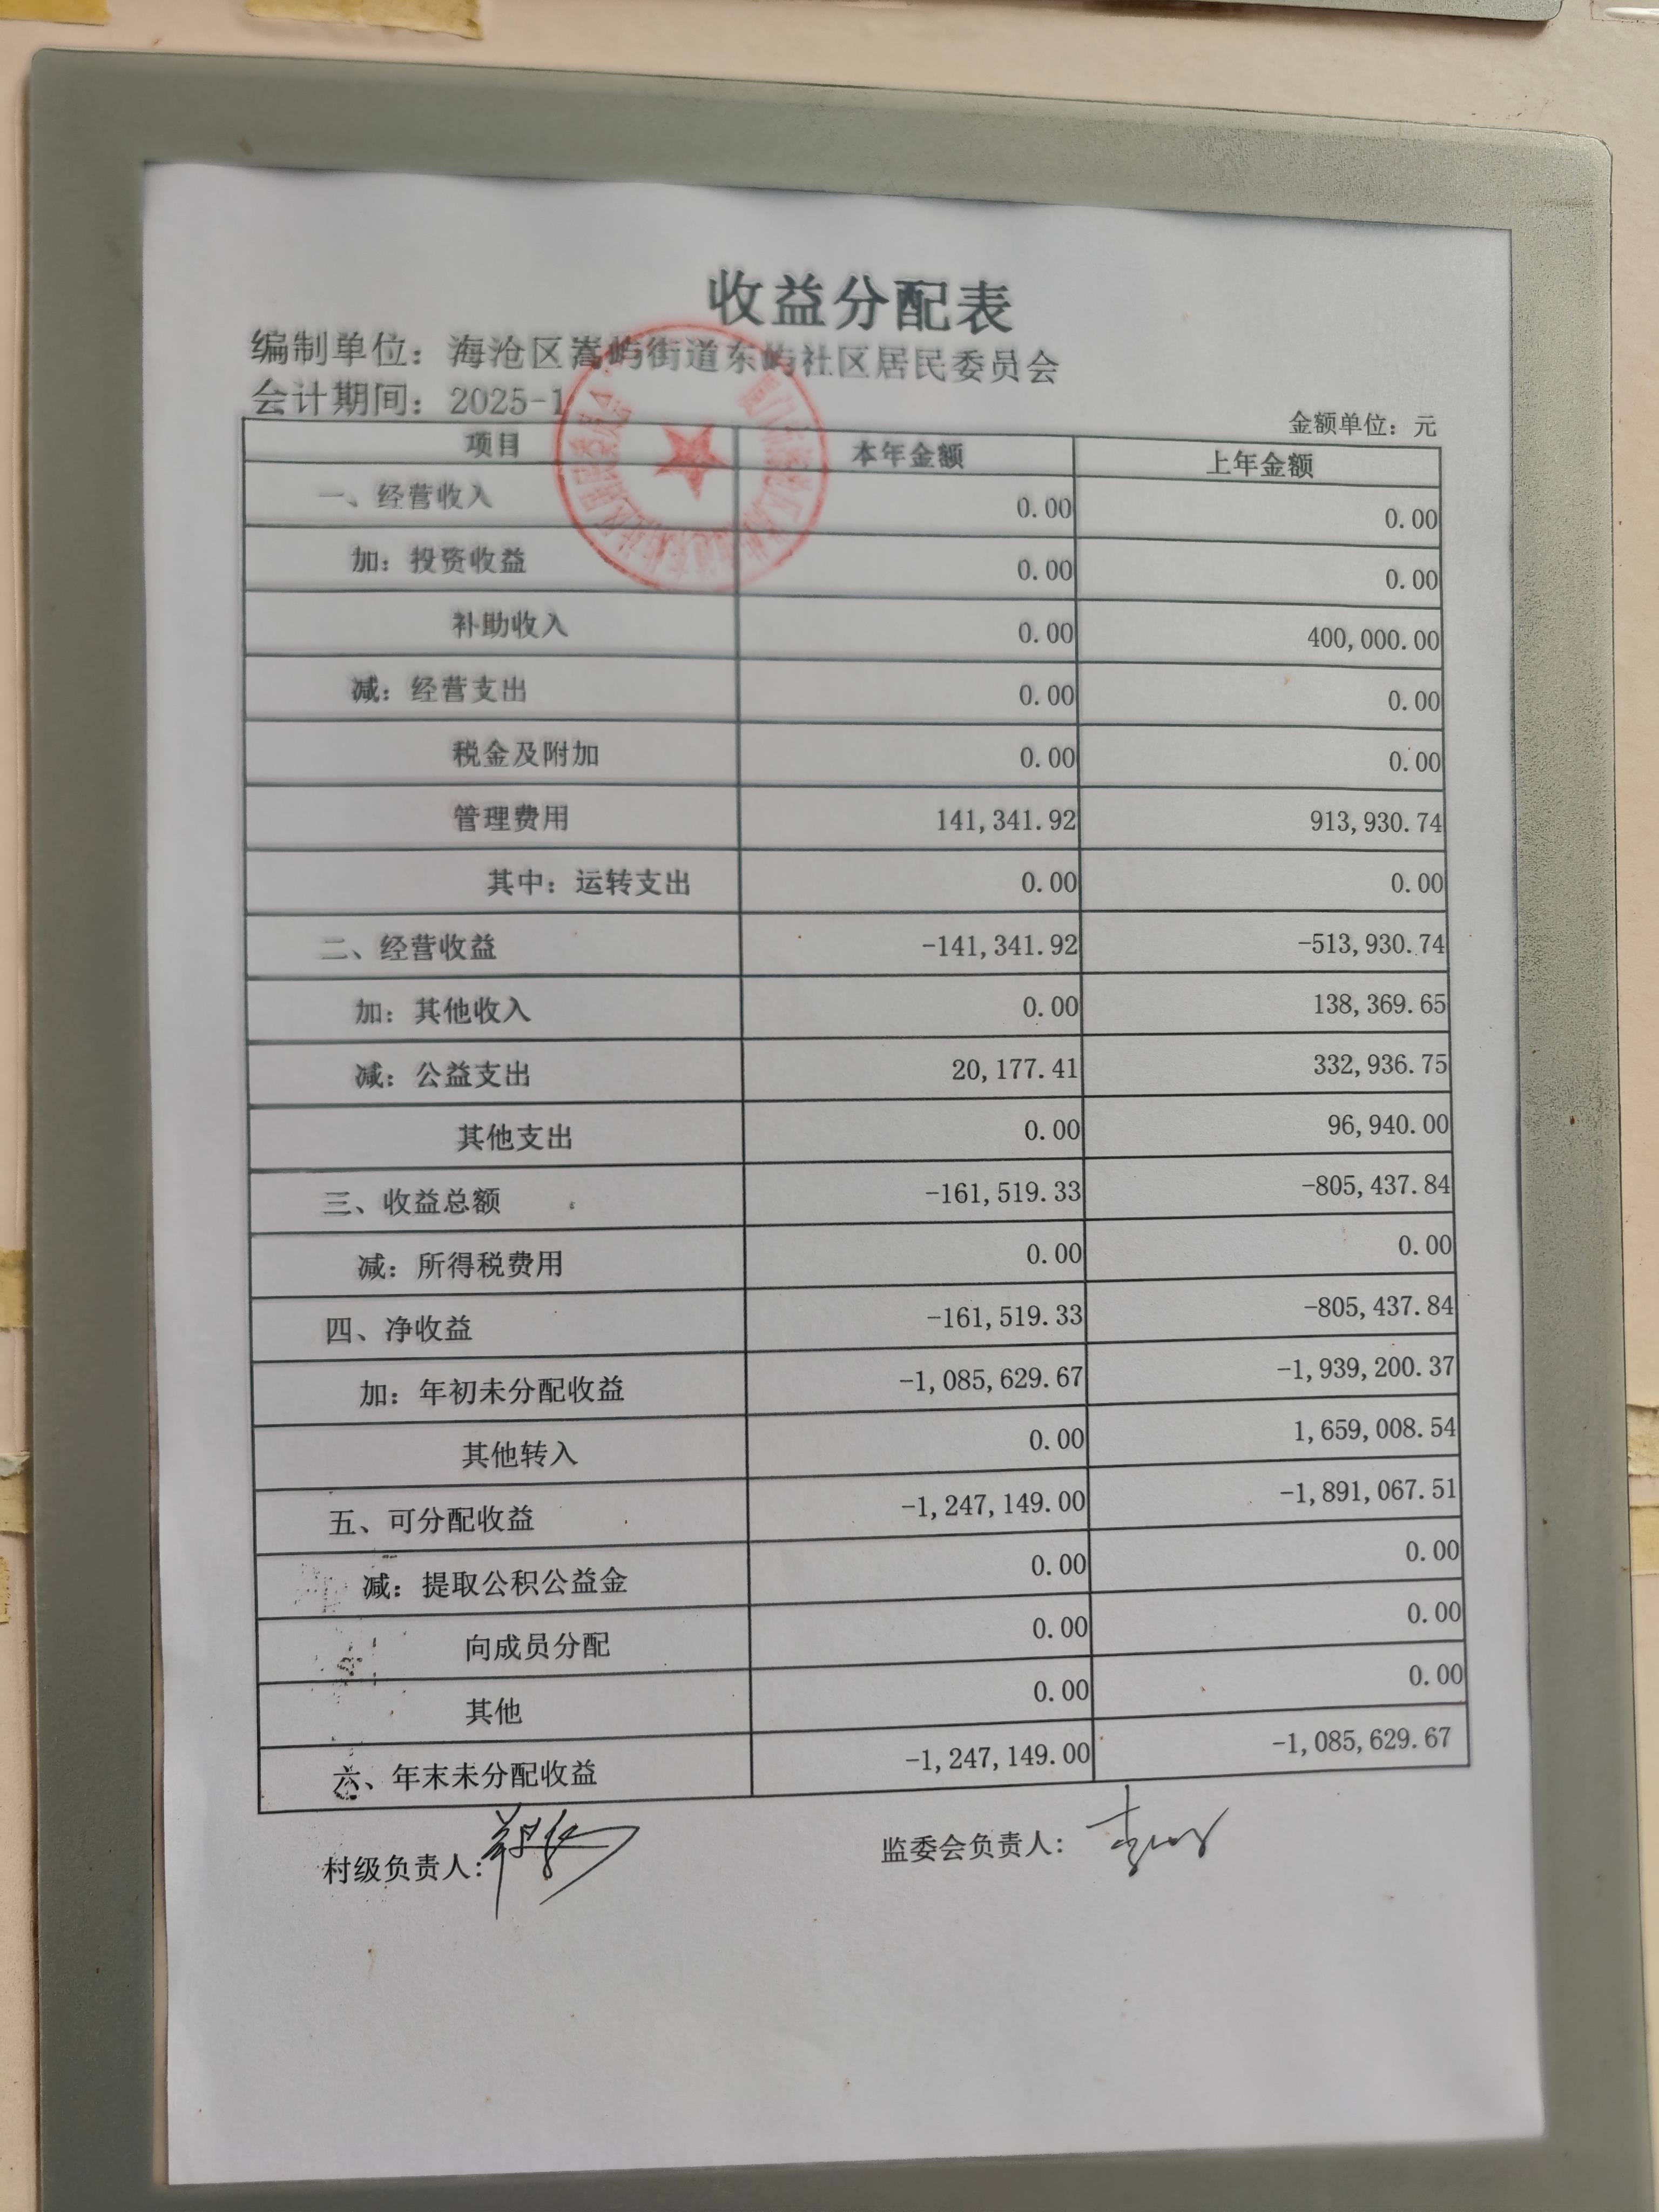 收益分配表
编制单位：海沧区嵩屿街道东屿社区居民委员会
会计期间：2025-1
金额单位：元
项目 本年金额 上年金额
一、经营收入 0.00 0.00
加：投资收益 0.00 0.00
补助收入 0.00 400,000.00
减：经营支出 0.00 0.00
税金及附加 0.00 0.00
管理费用 141,341.92 913,930.74
其中：运转支出 0.00 0.00
二、经营收益 -141,341.92 -513,930.74
加：其他收入 0.00 138,369.65
减：公益支出 20,177.41 332,936.75
其他支出 0.00 96,940.00
三、收益总额 -161,519.33 -805,437.84
减：所得税费用 0.00 0.00
四、净收益 -161,519.33 -805,437.84
加：年初未分配收益 -1,085,629.67 -1,939,200.37
其他转入 0.00 1,659,008.54
五、可分配收益 -1,247,149.00 -1,891,067.51
减：提取公积公益金 0.00 0.00
向成员分配 0.00 0.00
其他 0.00 0.00
六、年末未分配收益 -1,247,149.00 -1,085,629.67
村级负责人： 监委会负责人：